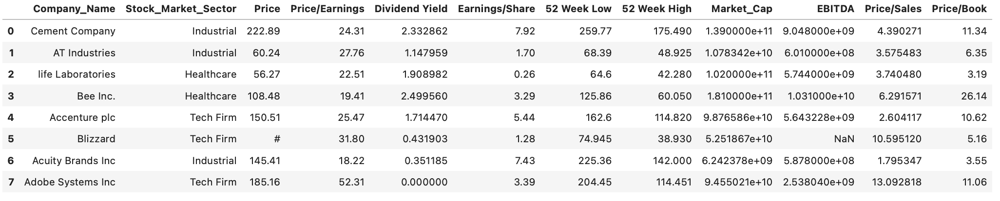 Company_Name Stock_Market_Sector Price Price/Earnings Dividend Yield Earnings/Share 52 Week Low 52 Week High Market_Cap EBITDA Price/Sales Price/Book
0 Cement Company Industrial 222.89 24.31 2.332862 7.92 259.77 175.490 1.390000e+11 9.048000e+09 4.390271 11.34
1 AT Industries Industrial 60.24 27.76 1.147959 1.70 68.39 48.925 1.078342e+10 6.010000e+08 3.575483 6.35
2 life Laboratories Healthcare 56.27 22.51 1.908982 0.26 64.6 42.280 1.020000e+11 5.744000e+09 3.740480 3.19
3 Bee Inc. Healthcare 108.48 19.41 2.499560 3.29 125.86 60.050 1.810000e+11 1.031000e+10 6.291571 26.14
4 Accenture plc Tech Firm 150.51 25.47 1.714470 5.44 162.6 114.820 9.876586e+10 5.643228e+09 2.604117 10.62
5 Blizzard Tech Firm # 31.80 0.431903 1.28 74.945 38.930 5.251867e+10 NaN 10.595120 5.16
6 Acuity Brands Inc Industrial 145.41 18.22 0.351185 7.43 225.36 142.000 6.242378e+09 5.878000e+08 1.795347 3.55
7 Adobe Systems Inc Tech Firm 185.16 52.31 0.000000 3.39 204.45 114.451 9.455021e+10 2.538040e+09 13.092818 11.06